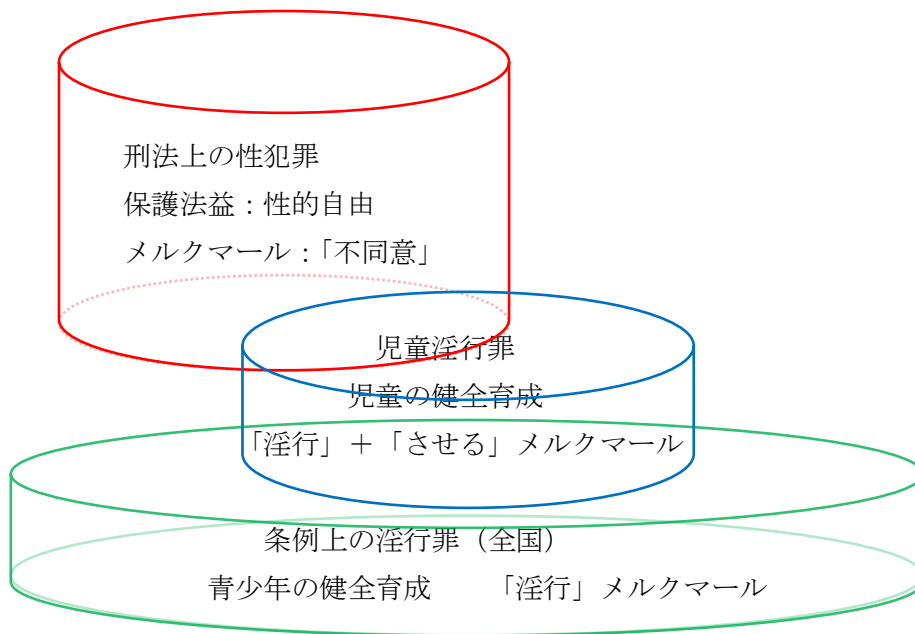 刑法上の性犯罪
保護法益：性的自由
メルクマール：「不同意」
児童淫行罪
児童の健全育成
「淫行」＋「させる」メルクマール
条例上の淫行罪（全国）
青少年の健全育成　　「淫行」メルクマール